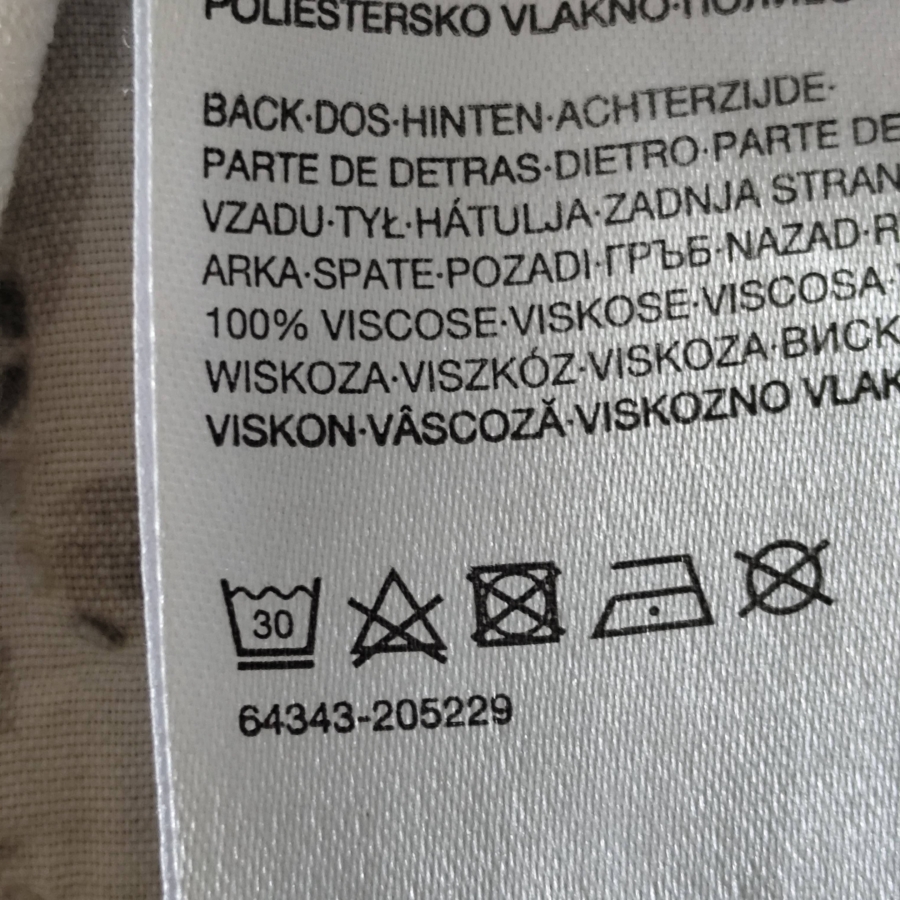 POLIESTERSKO VLAKNO·
BACK·DOS·HINTEN·ACHTERZIJDE·
PARTE DE DETRAS·DIETRO·PARTE DE
VZADU·TYŁ·HÁTULJA·ZADNJA STRAN
ARKA·SPATE·POZADI·ГРЪБ·NAZAD·R
100% VISCOSE·VISKOSE·VISCOSA·
WISKOZA·VISZKÓZ·VISKOZA·ВИСК
VISKON·VÂSCOZĂ·VISKOZNO VLAK
30
64343-205229